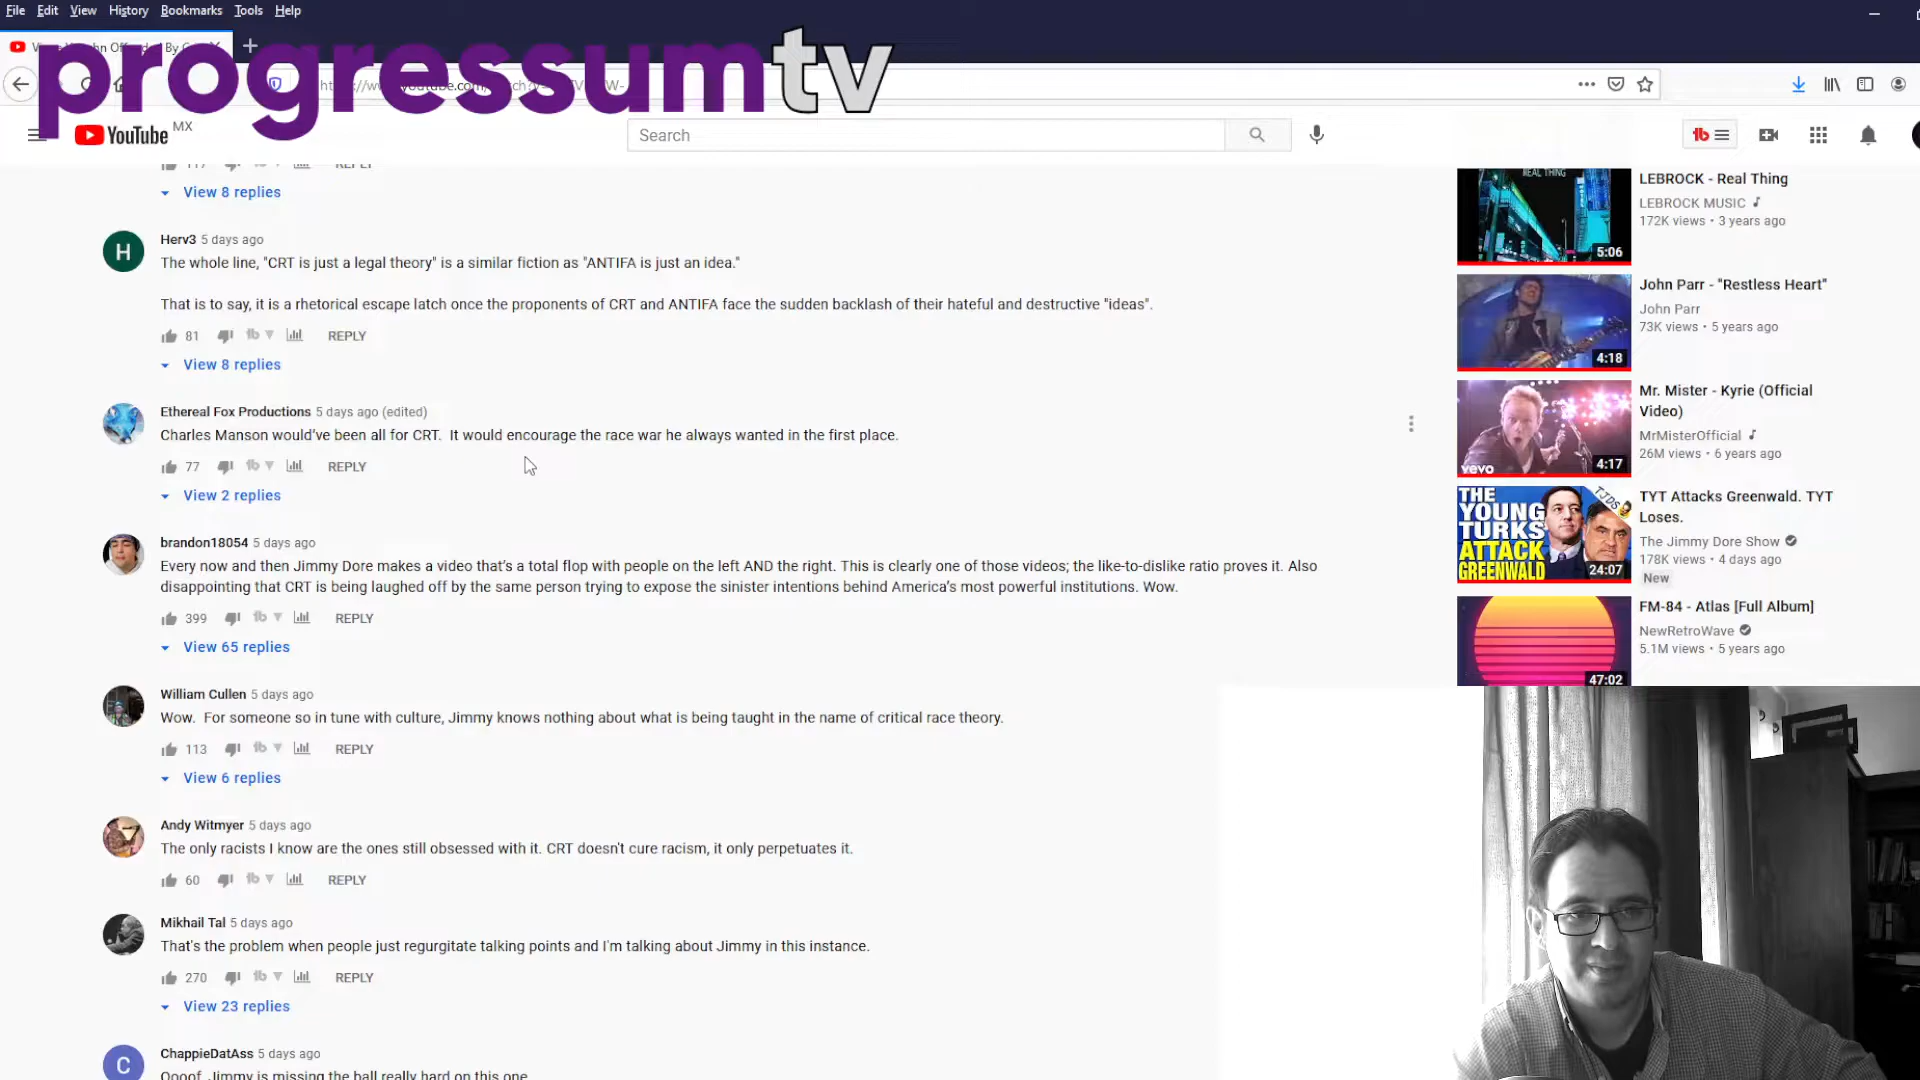 File Edit View History Bookmarks Tools Help
progressumtv
YouTube MX
Search
117 REPLY
View 8 replies
Herv3 5 days ago
The whole line, "CRT is just a legal theory" is a similar fiction as "ANTIFA is just an idea."
That is to say, it is a rhetorical escape latch once the proponents of CRT and ANTIFA face the sudden backlash of their hateful and destructive "ideas".
81 REPLY
View 8 replies
Ethereal Fox Productions 5 days ago (edited)
Charles Manson would've been all for CRT.  It would encourage the race war he always wanted in the first place.
77 REPLY
View 2 replies
brandon18054 5 days ago
Every now and then Jimmy Dore makes a video that's a total flop with people on the left AND the right. This is clearly one of those videos; the like-to-dislike ratio proves it. Also
disappointing that CRT is being laughed off by the same person trying to expose the sinister intentions behind America's most powerful institutions. Wow.
399 REPLY
View 65 replies
William Cullen 5 days ago
Wow.  For someone so in tune with culture, Jimmy knows nothing about what is being taught in the name of critical race theory.
113 REPLY
View 6 replies
Andy Witmyer 5 days ago
The only racists I know are the ones still obsessed with it. CRT doesn't cure racism, it only perpetuates it.
60 REPLY
Mikhail Tal 5 days ago
That's the problem when people just regurgitate talking points and I'm talking about Jimmy in this instance.
270 REPLY
View 23 replies
ChappieDatAss 5 days ago
Oooof, Jimmy is missing the ball really hard on this one
REAL THING
5:06
LEBROCK - Real Thing
LEBROCK MUSIC
172K views • 3 years ago
4:18
John Parr - "Restless Heart"
John Parr
73K views • 5 years ago
vevo
4:17
Mr. Mister - Kyrie (Official
Video)
MrMisterOfficial
26M views • 6 years ago
THE
YOUNG
TURKS
ATTACK
GREENWALD
TJDS
24:07
TYT Attacks Greenwald. TYT
Loses.
The Jimmy Dore Show
178K views • 4 days ago
New
47:02
FM-84 - Atlas [Full Album]
NewRetroWave
5.1M views • 5 years ago